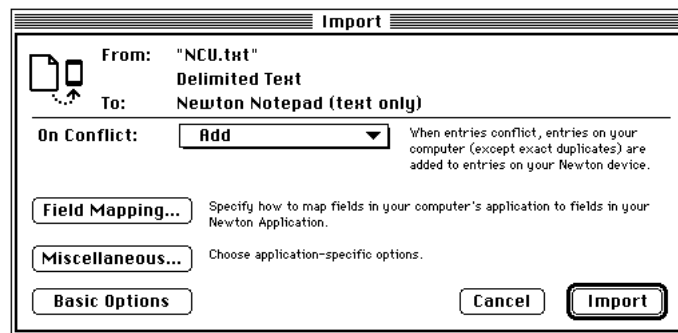 Import
From: "NCU.txt"
Delimited Text
To: Newton Notepad (text only)
On Conflict: Add
When entries conflict, entries on your
computer (except exact duplicates) are
added to entries on your Newton device.
Field Mapping...
Specify how to map fields in your computer's application to fields in your
Newton Application.
Miscellaneous...
Choose application-specific options.
Basic Options
Cancel
Import